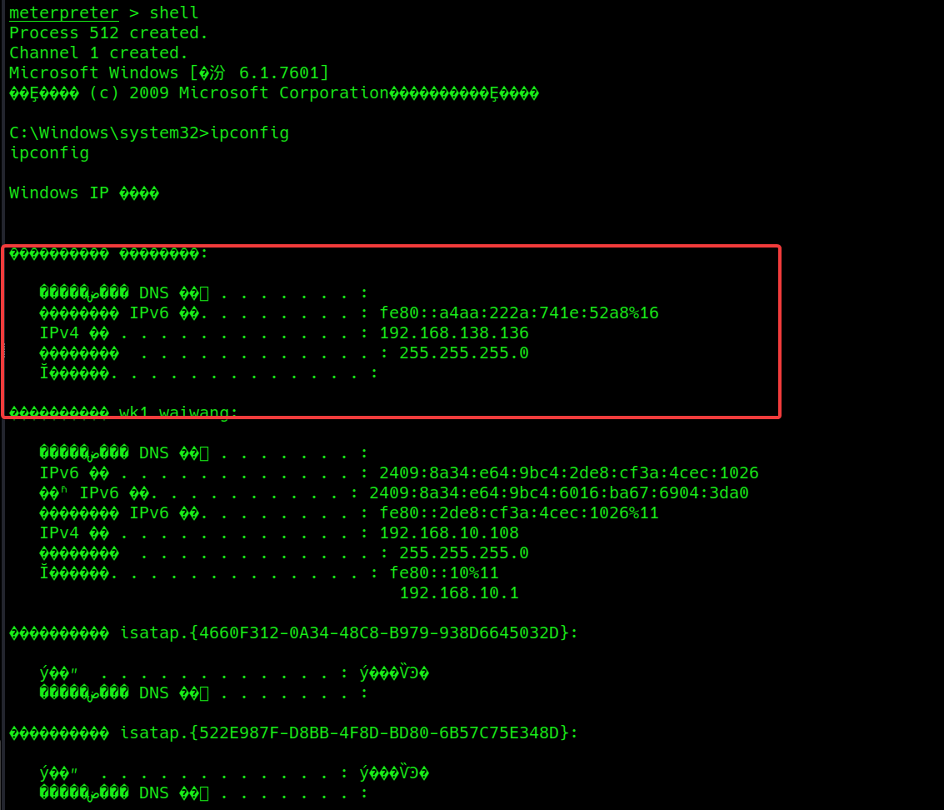 meterpreter > shell
Process 512 created.
Channel 1 created.
Microsoft Windows [�汾 6.1.7601]
��Ȩ���� (c) 2009 Microsoft Corporation����������Ȩ����
C:\Windows\system32>ipconfig
ipconfig
Windows IP ����
���������� ��������:
DNS ��� . . . . . . . :
�������� IPv6 ��. . . . . . . . : fe80::a4aa:222a:741e:52a8%16
IPv4 �� . . . . . . . . . . . . : 192.168.138.136
�������� . . . . . . . . . . . . : 255.255.255.0
Ĭ������. . . . . . . . . . . . . :
���������� wk1 waiwang:
DNS ��� . . . . . . . :
IPv6 �� . . . . . . . . . . . . : 2409:8a34:e64:9bc4:2de8:cf3a:4cec:1026
IPv6 ��. . . . . . . . . . : 2409:8a34:e64:9bc4:6016:ba67:6904:3da0
�������� IPv6 ��. . . . . . . . : fe80::2de8:cf3a:4cec:1026%11
IPv4 �� . . . . . . . . . . . . : 192.168.10.108
�������� . . . . . . . . . . . . : 255.255.255.0
Ĭ������. . . . . . . . . . . . . : fe80::10%11
192.168.10.1
���������� isatap.{4660F312-0A34-48C8-B979-938D6645032D}:
ý��״ . . . . . . . . . . . . : ý���ѶϿ�
DNS ��� . . . . . . . :
���������� isatap.{522E987F-D8BB-4F8D-BD80-6B57C75E348D}:
ý��״ . . . . . . . . . . . . : ý���ѶϿ�
DNS ��� . . . . . . . :